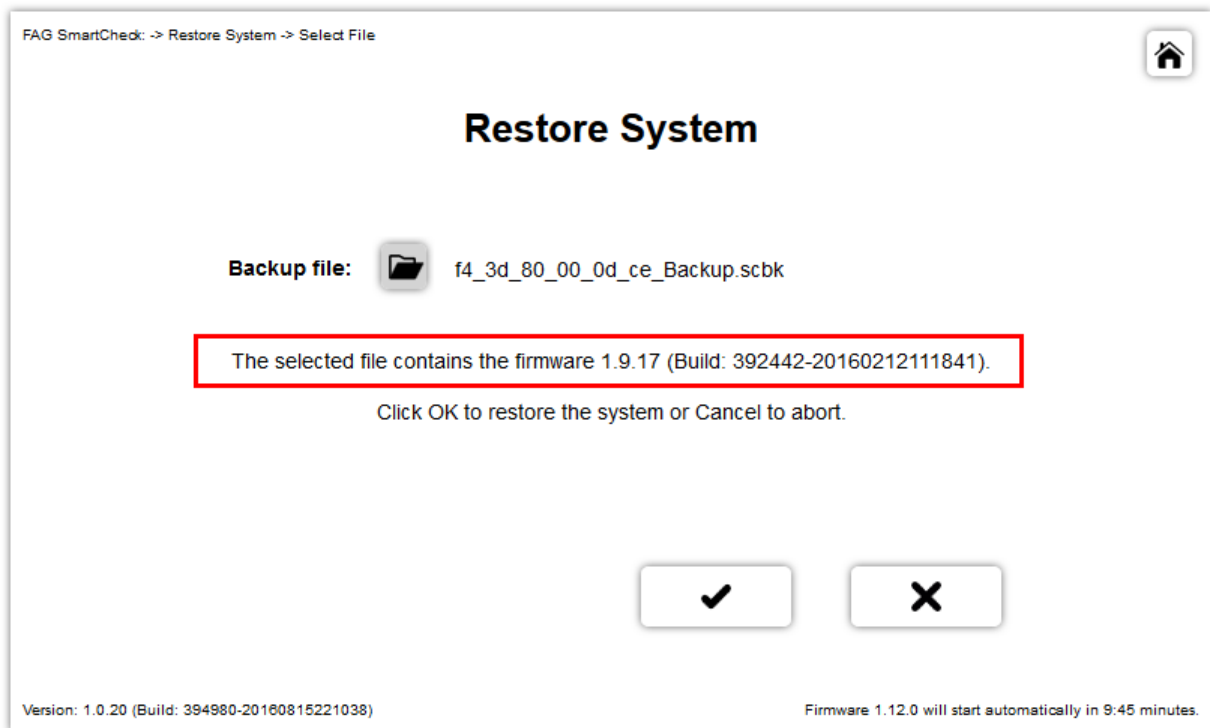 FAG SmartCheck: -> Restore System -> Select File
Restore System
Backup file: f4_3d_80_00_0d_ce_Backup.scbk
The selected file contains the firmware 1.9.17 (Build: 392442-20160212111841).
Click OK to restore the system or Cancel to abort.
Version: 1.0.20 (Build: 394980-20160815221038) Firmware 1.12.0 will start automatically in 9:45 minutes.